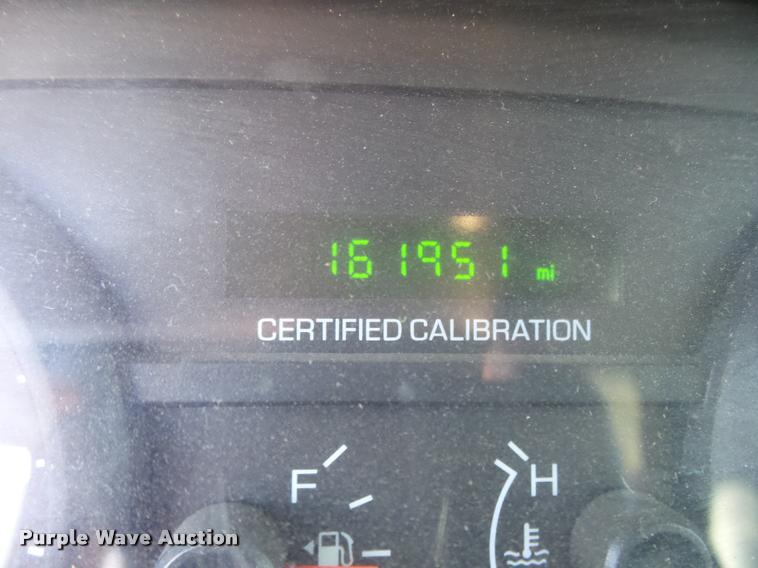 161951 mi
CERTIFIED CALIBRATION
F H
Purple Wave Auction